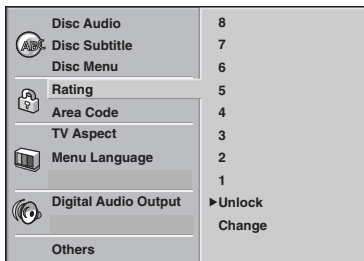 Disc Audio
ABC
Disc Subtitle
Disc Menu
Rating
Area Code
TV Aspect
Menu Language
Digital Audio Output
Others
8
7
6
5
4
3
2
1
Unlock
Change